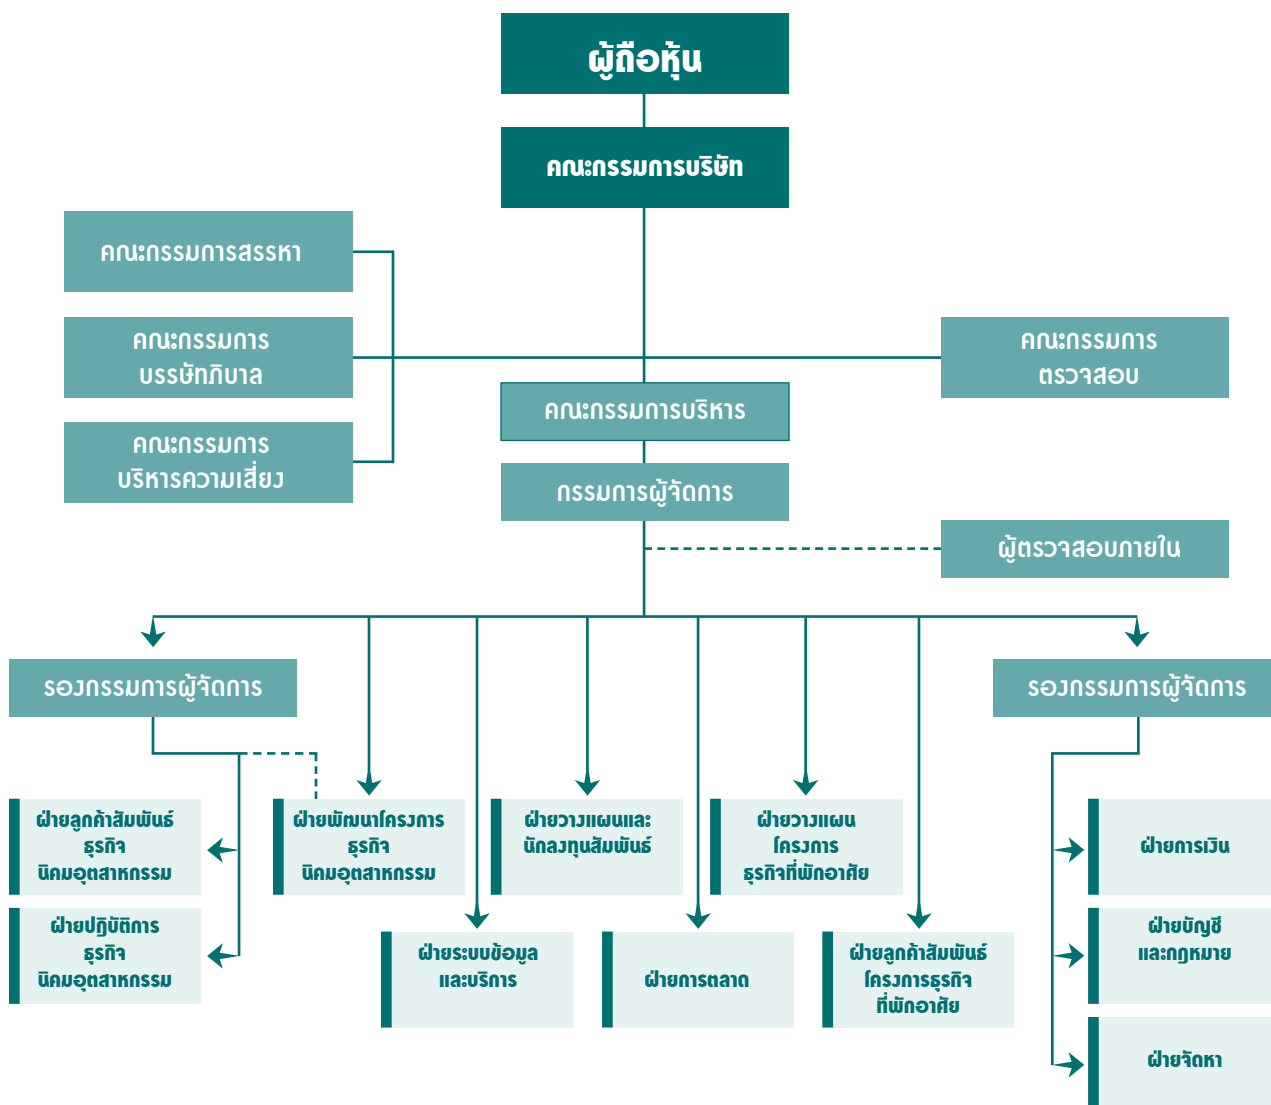 ผู้ถือหุ้น
คณะกรรมการบริษัท
คณะกรรมการสรรหา
คณะกรรมการ
บรรษัทภิบาล
คณะกรรมการ
ตรวจสอบ
คณะกรรมการบริหาร
คณะกรรมการ
บริหารความเสี่ยง
กรรมการผู้จัดการ
ผู้ตรวจสอบภายใน
รองกรรมการผู้จัดการ
รองกรรมการผู้จัดการ
ฝ่ายลูกค้าสัมพันธ์
ธุรกิจ
นิคมอุตสาหกรรม
ฝ่ายพัฒนาโครงการ
ธุรกิจ
นิคมอุตสาหกรรม
ฝ่ายวางแผนและ
นักลงทุนสัมพันธ์
ฝ่ายวางแผน
โครงการ
ธุรกิจที่พักอาศัย
ฝ่ายการเงิน
ฝ่ายปฏิบัติการ
ธุรกิจ
นิคมอุตสาหกรรม
ฝ่ายระบบข้อมูล
และบริการ
ฝ่ายการตลาด
ฝ่ายลูกค้าสัมพันธ์
โครงการธุรกิจ
ที่พักอาศัย
ฝ่ายบัญชี
และกฎหมาย
ฝ่ายจัดหา